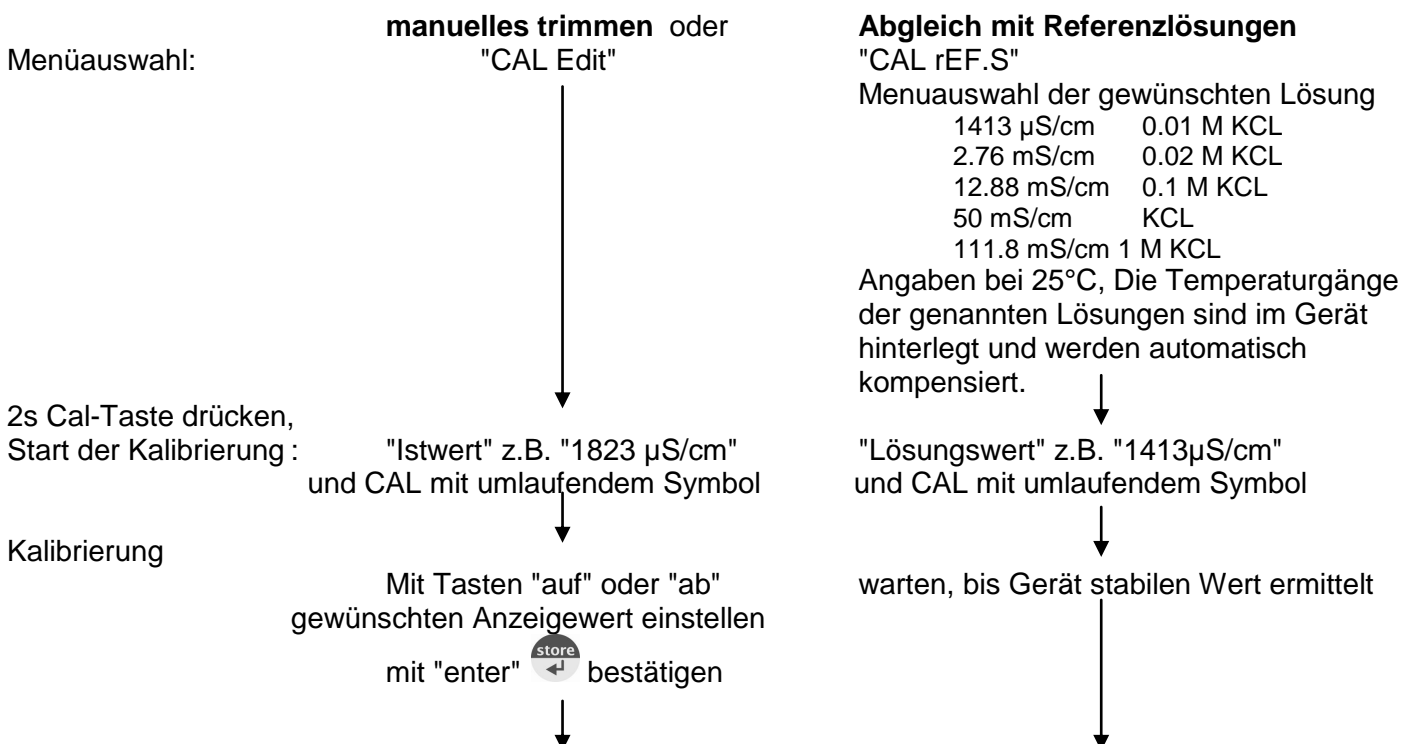 manuelles trimmen oder Abgleich mit Referenzlösungen
Menüauswahl: "CAL Edit" "CAL rEF.S"
Menuauswahl der gewünschten Lösung
1413 µS/cm 0.01 M KCL
2.76 mS/cm 0.02 M KCL
12.88 mS/cm 0.1 M KCL
50 mS/cm KCL
111.8 mS/cm 1 M KCL
Angaben bei 25°C, Die Temperaturgänge
der genannten Lösungen sind im Gerät
hinterlegt und werden automatisch
kompensiert.
2s Cal-Taste drücken,
Start der Kalibrierung : "Istwert" z.B. "1823 µS/cm" "Lösungswert" z.B. "1413µS/cm"
und CAL mit umlaufendem Symbol und CAL mit umlaufendem Symbol
Kalibrierung
Mit Tasten "auf" oder "ab" warten, bis Gerät stabilen Wert ermittelt
gewünschten Anzeigewert einstellen
store
mit "enter" bestätigen